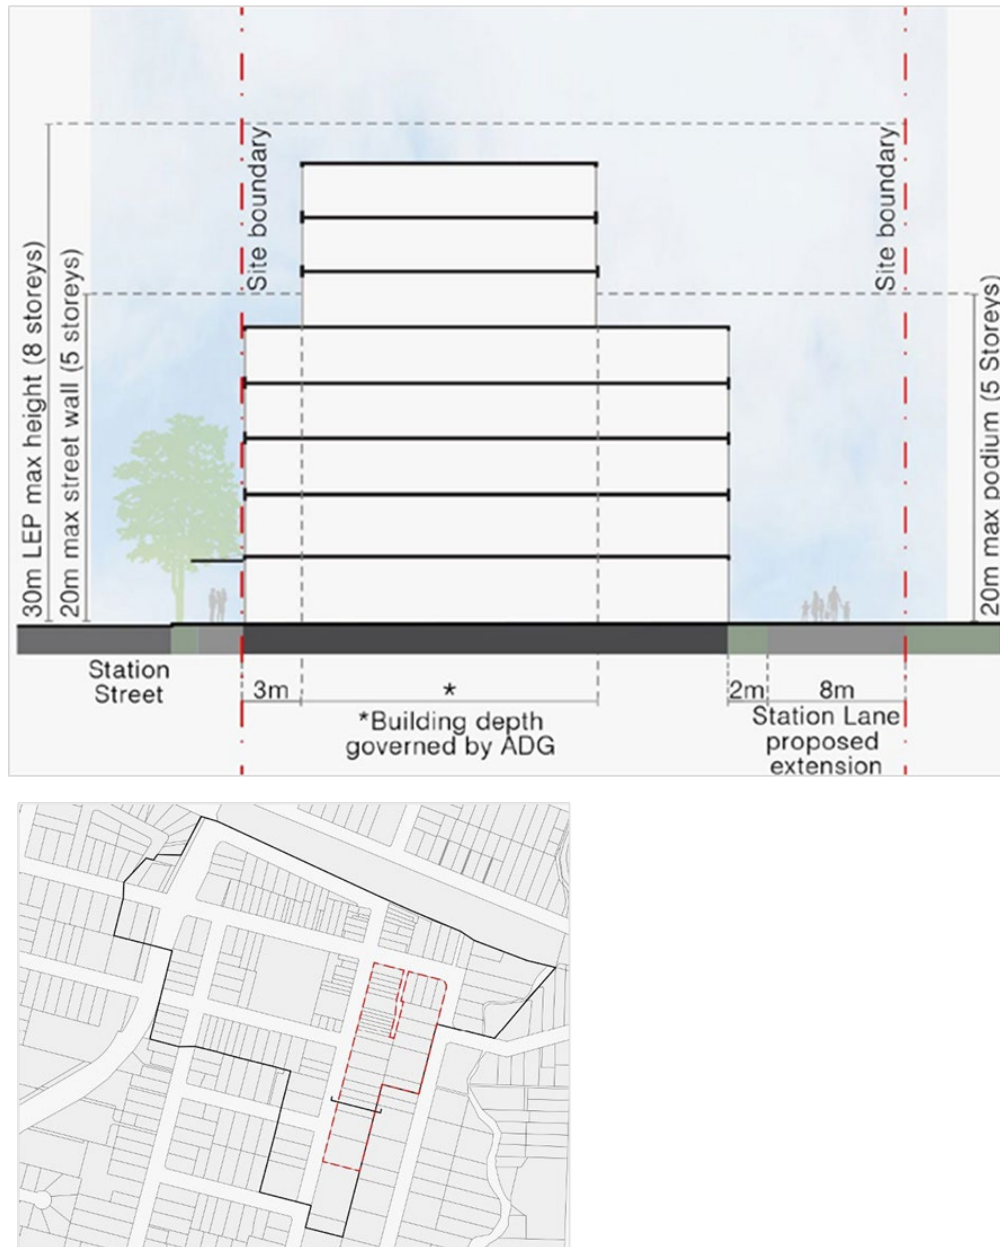 30m LEP max height (8 storeys)
20m max street wall (5 storeys)
Site boundary
Site boundary
20m max podium (5 Storeys)
Station
Street
3m
*
2m
8m
*Building depth
governed by ADG
Station Lane
proposed
extension